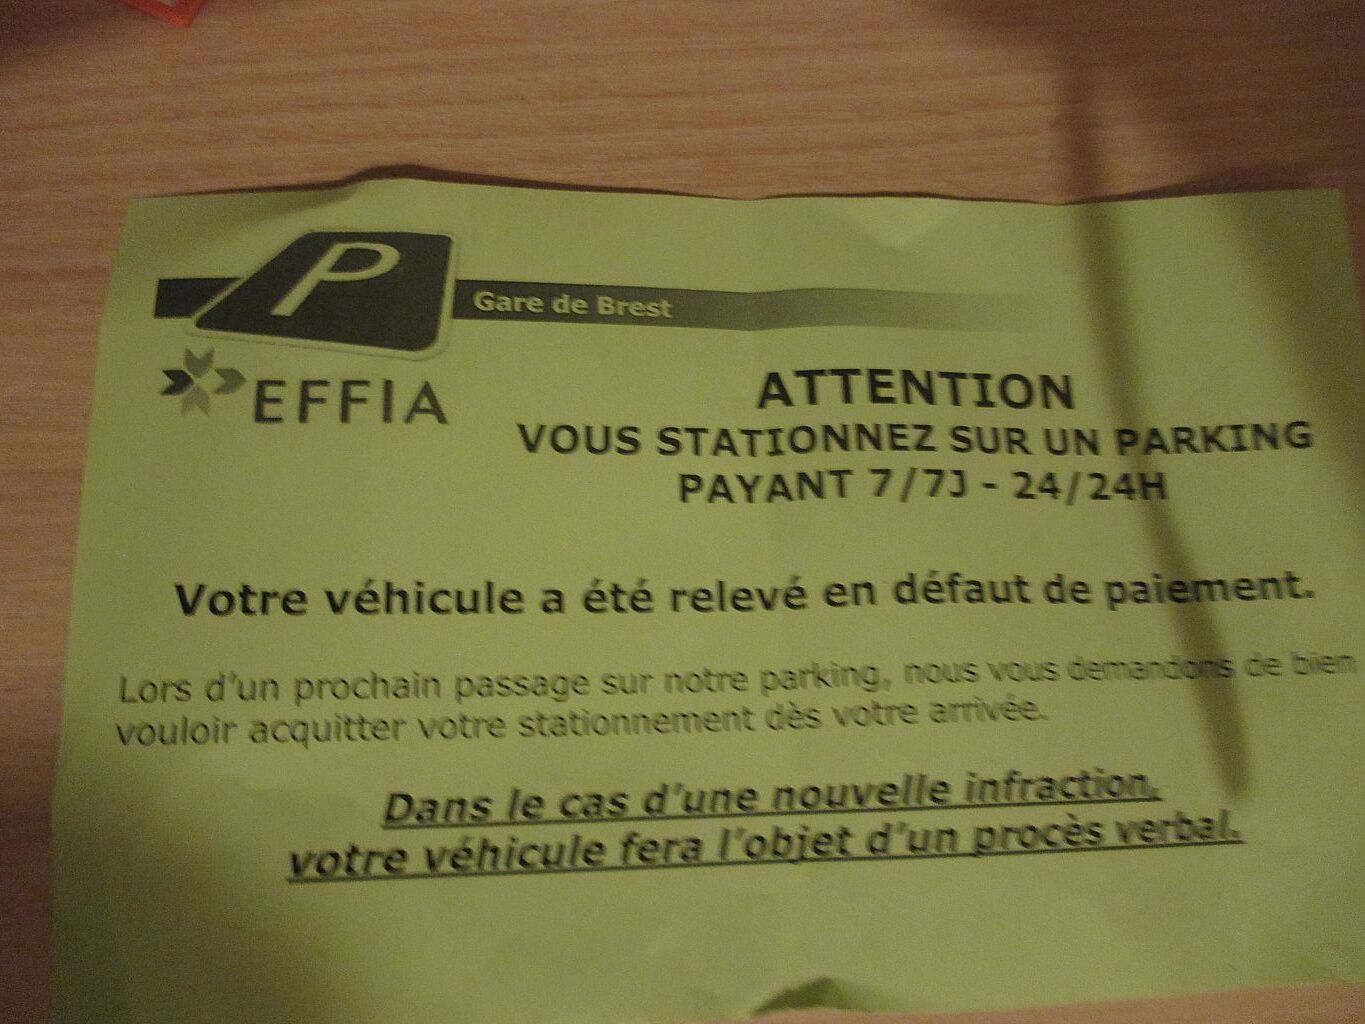 P
Gare de Brest
EFFIA
ATTENTION
VOUS STATIONNEZ SUR UN PARKING
PAYANT 7/7J - 24/24H
Votre véhicule a été relevé en défaut de paiement.
Lors d'un prochain passage sur notre parking, nous vous demandons de bien
vouloir acquitter votre stationnement dès votre arrivée.
Dans le cas d'une nouvelle infraction,
votre véhicule fera l'objet d'un procès verbal.